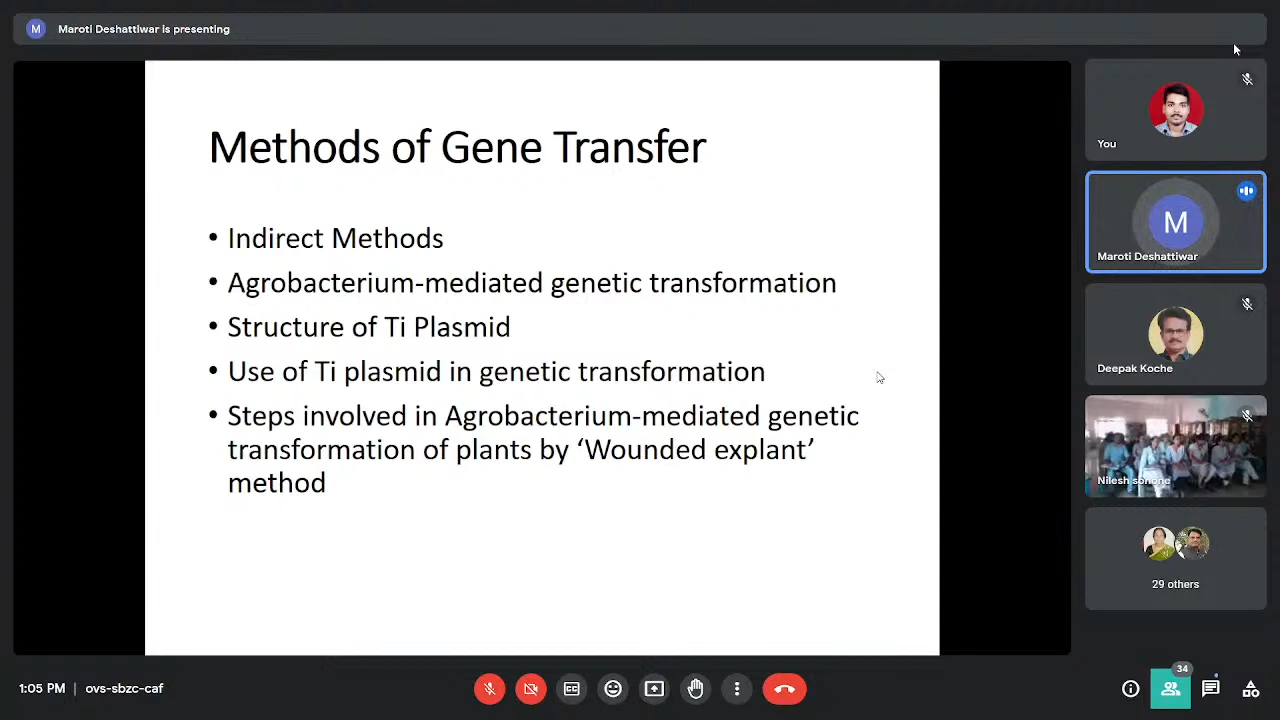 M Maroti Deshattiwar is presenting
Methods of Gene Transfer
• Indirect Methods
• Agrobacterium-mediated genetic transformation
• Structure of Ti Plasmid
• Use of Ti plasmid in genetic transformation
• Steps involved in Agrobacterium-mediated genetic
transformation of plants by ‘Wounded explant’
method
You
M
Maroti Deshattiwar
Deepak Koche
Nilesh sonone
29 others
1:05 PM | ovs-sbzc-caf
34